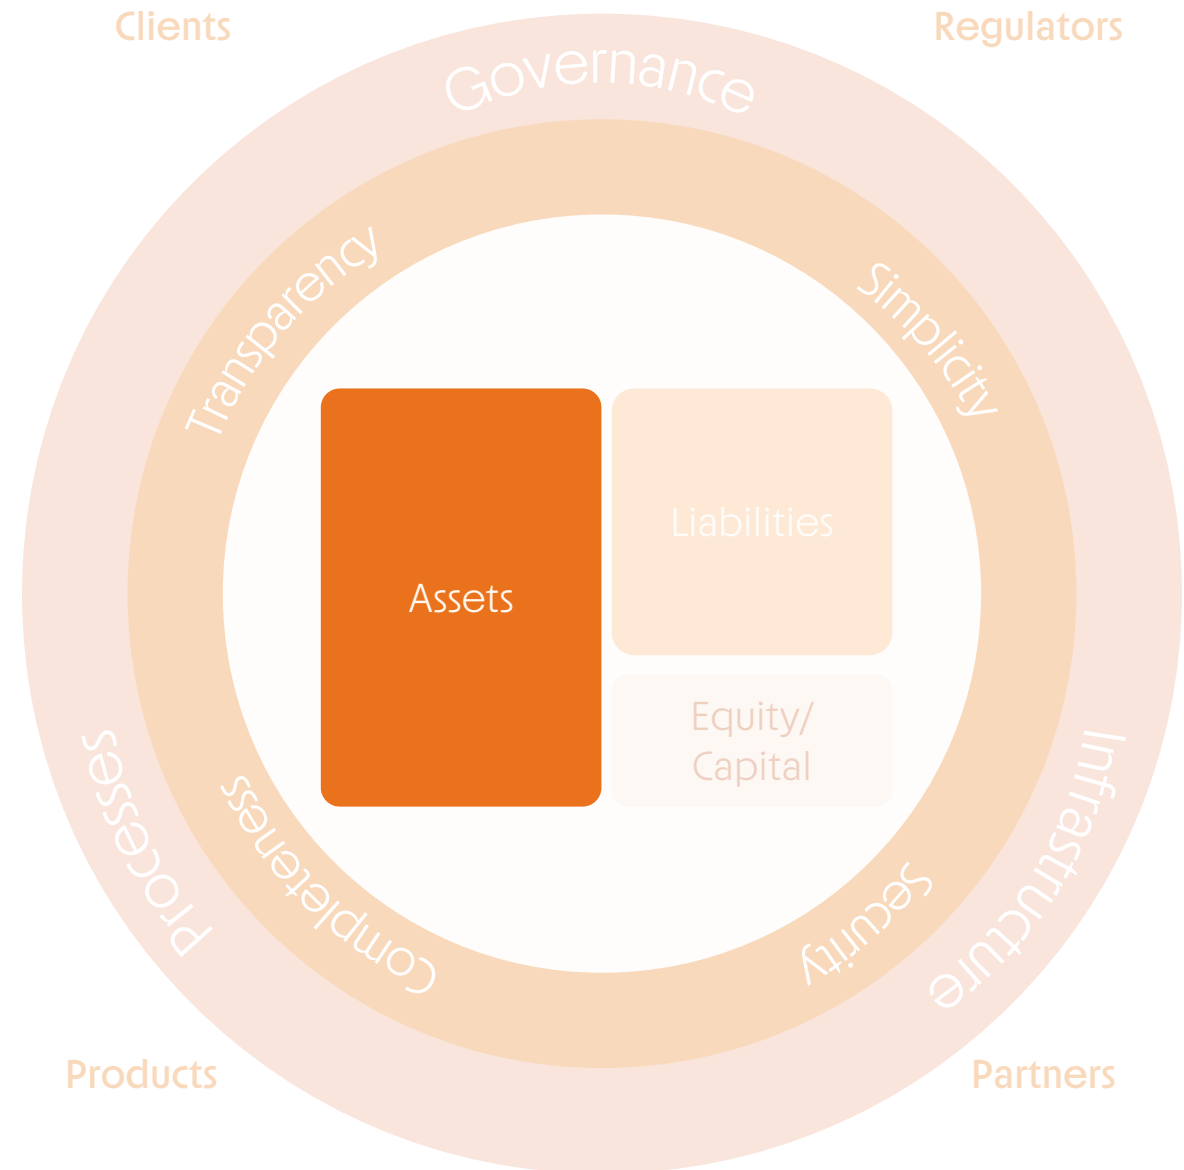 Clients
Regulators
Governance
Transparency
Simplicity
Assets
Liabilities
Equity/
Capital
Processes
Completeness
Security
Infrastructure
Products
Partners